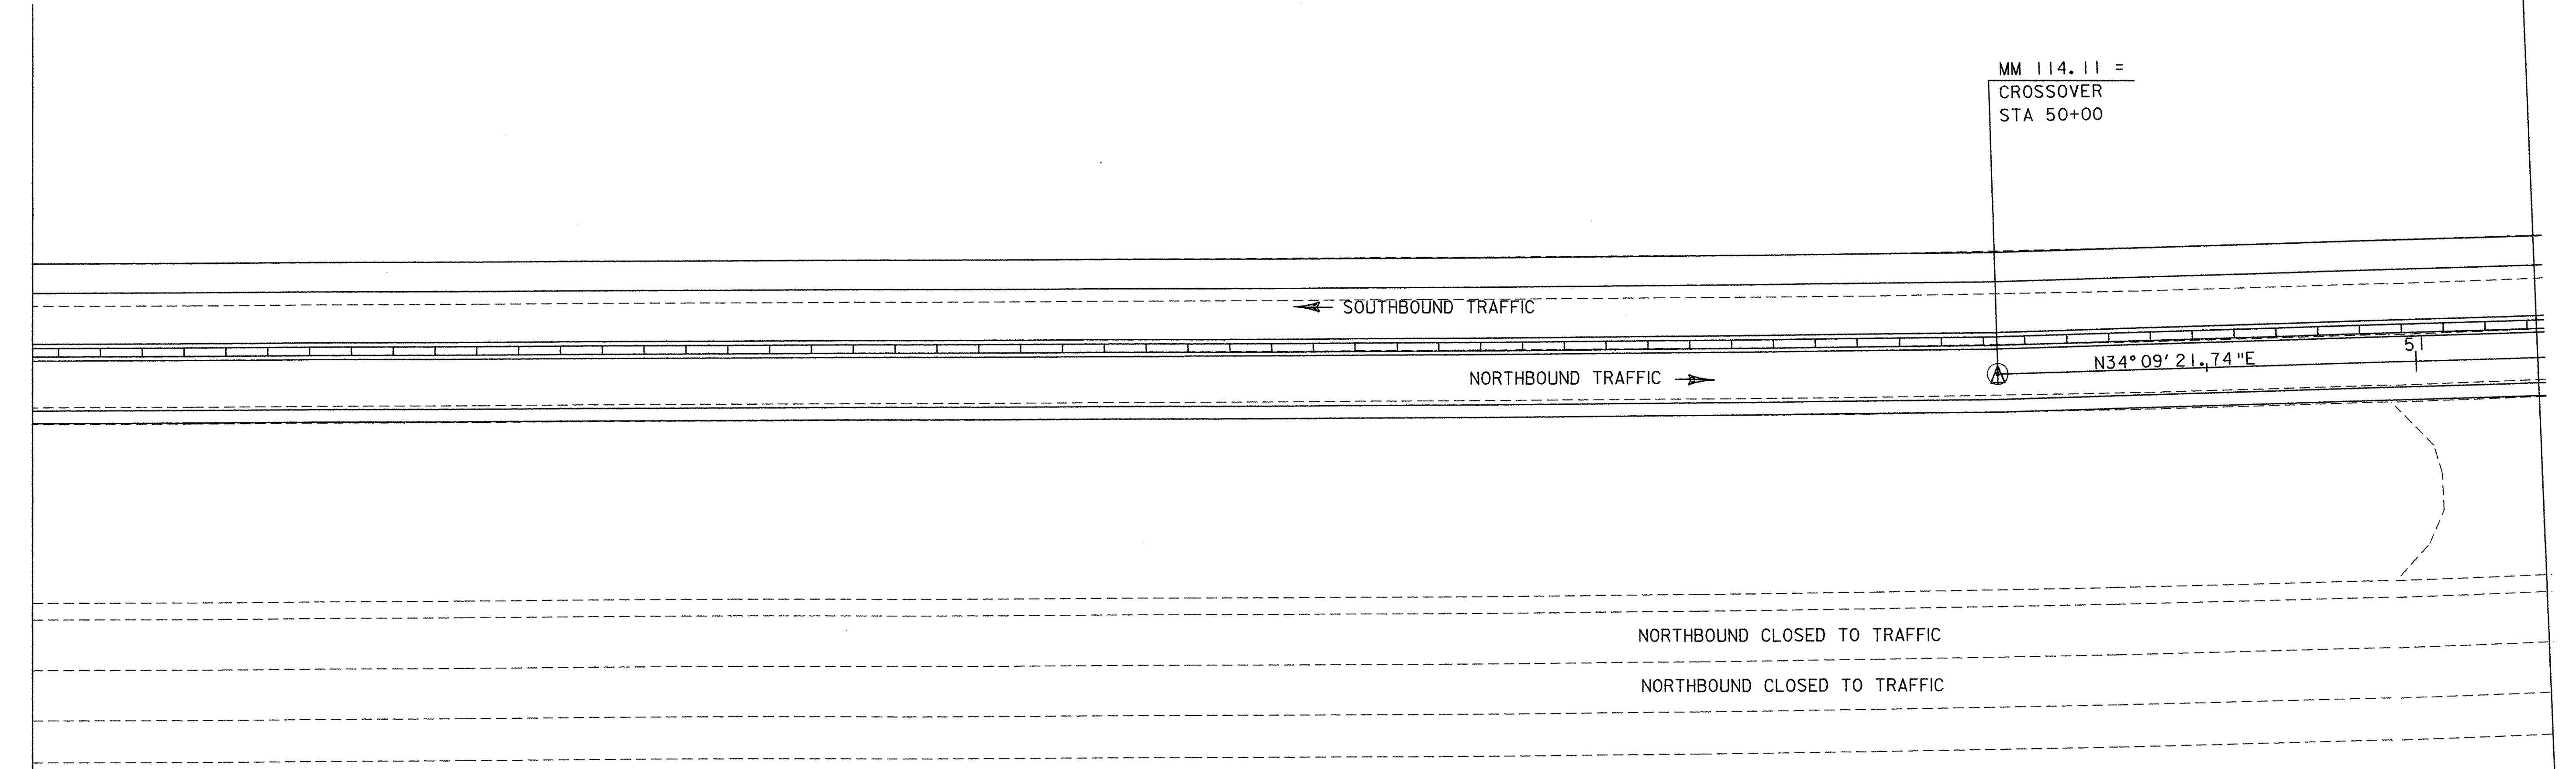 MM 114.11 =
CROSSOVER
STA 50+00
SOUTHBOUND TRAFFIC
51
N34°09'21.74"E
NORTHBOUND TRAFFIC
NORTHBOUND CLOSED TO TRAFFIC
NORTHBOUND CLOSED TO TRAFFIC